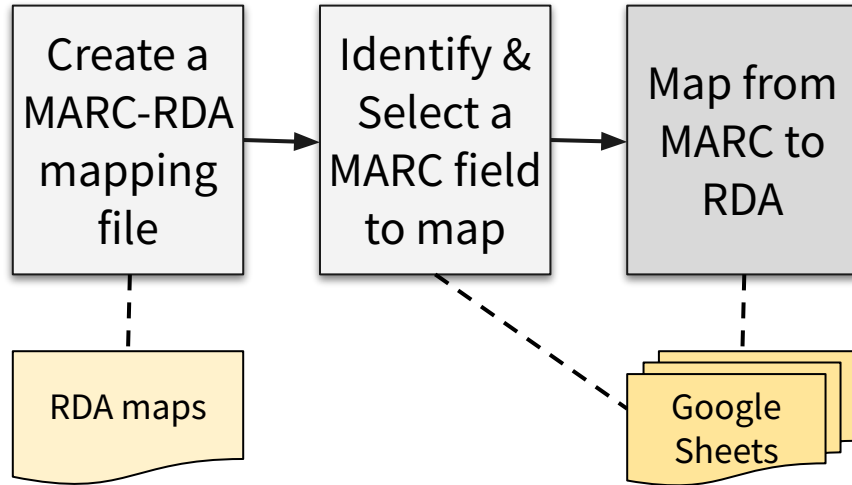 Create a
MARC-RDA
mapping
file
Identify &
Select a
MARC field
to map
Map from
MARC to
RDA
RDA maps
Google
Sheets